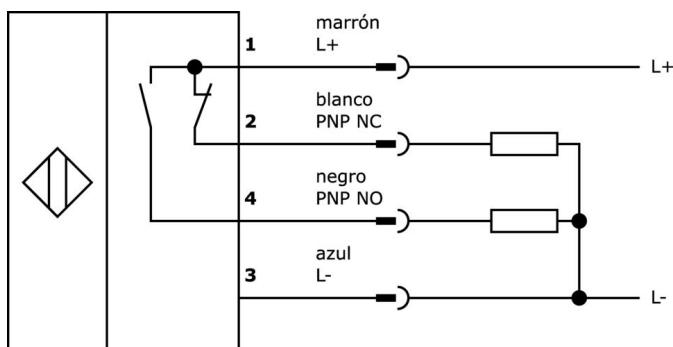 marrón
1 L+ L+
blanco
2 PNP NC
negro
4 PNP NO
azul
3 L- L-